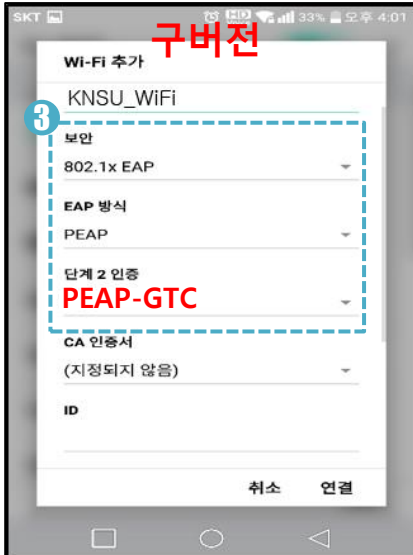 SKT HD 33% 오후 4:01
구버전
Wi-Fi 추가
KNSU_WiFi
3
보안
802.1x EAP
EAP 방식
PEAP
단계 2 인증
PEAP-GTC
CA 인증서
(지정되지 않음)
ID
취소 연결